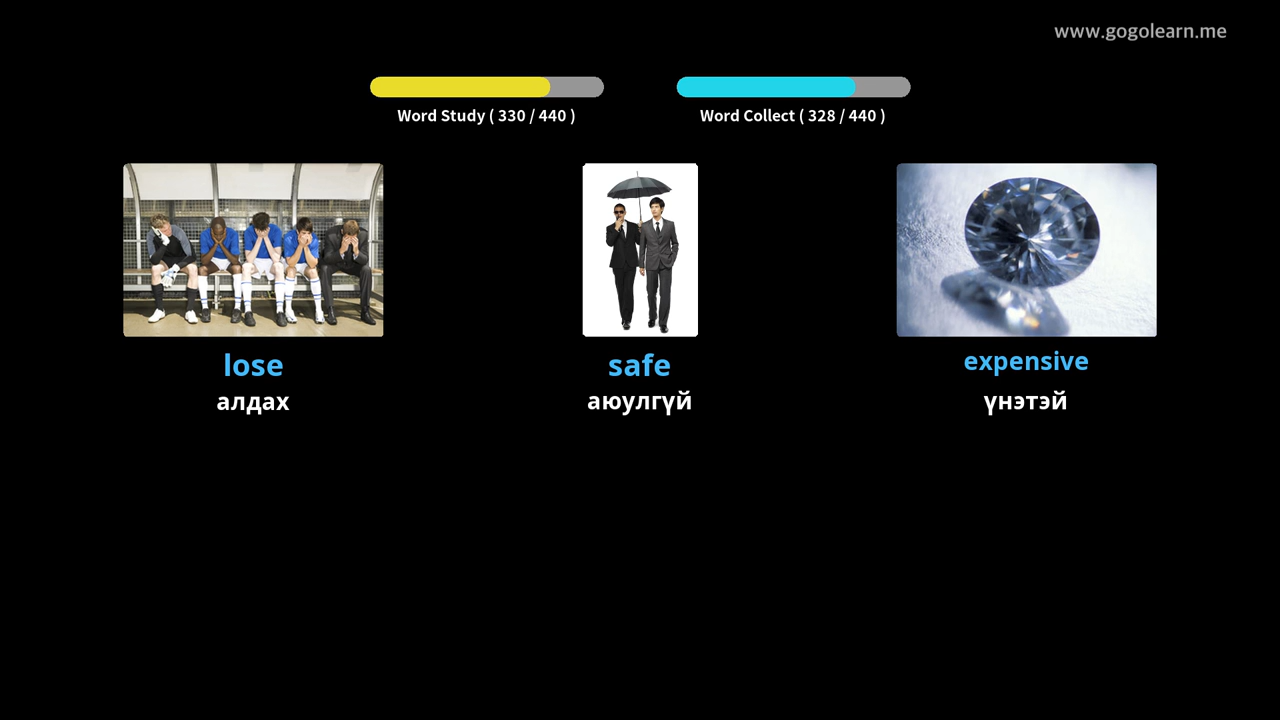 www.gogolearn.me
Word Study ( 330 / 440 )
Word Collect ( 328 / 440 )
lose
алдах
safe
аюулгүй
expensive
үнэтэй